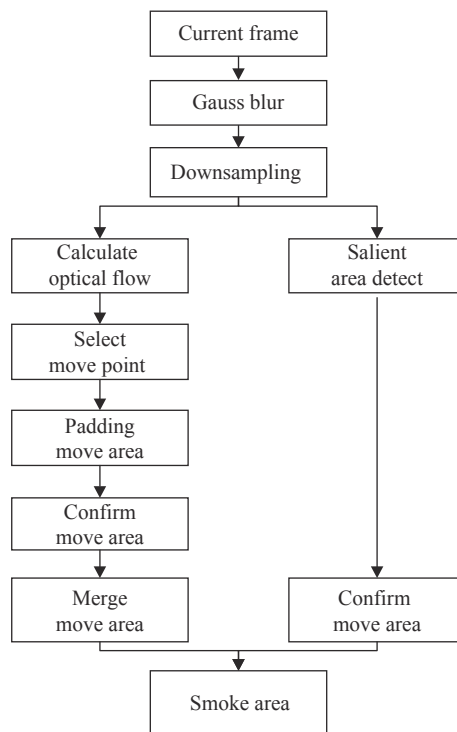 Current frame
Gauss blur
Downsampling
Calculate
optical flow
Salient
area detect
Select
move point
Padding
move area
Confirm
move area
Merge
move area
Confirm
move area
Smoke area